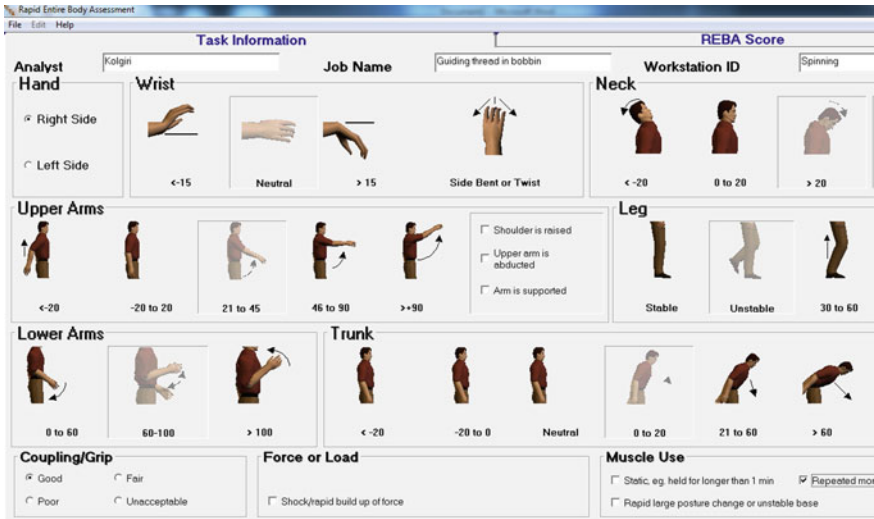 Rapid Entire Body Assessment
File Edit Help
Task Information REBA Score
Analyst Kolgiri Job Name Guiding thread in bobbin Workstation ID Spinning
Hand Wrist Neck
Right Side
Left Side
<-15 Neutral > 15 Side Bent or Twist < -20 0 to 20 > 20
Upper Arms Leg
Shoulder is raised
Upper arm is
abducted
Arm is supported
<-20 -20 to 20 21 to 45 46 to 90 >+90 Stable Unstable 30 to 60
Lower Arms Trunk
0 to 60 60-100 > 100 < -20 -20 to 0 Neutral 0 to 20 21 to 60 > 60
Coupling/Grip Force or Load Muscle Use
Good Fair Static, eg. held for longer than 1 min Repeated
Poor Unacceptable Shock/rapid build up of force Rapid large posture change or unstable base